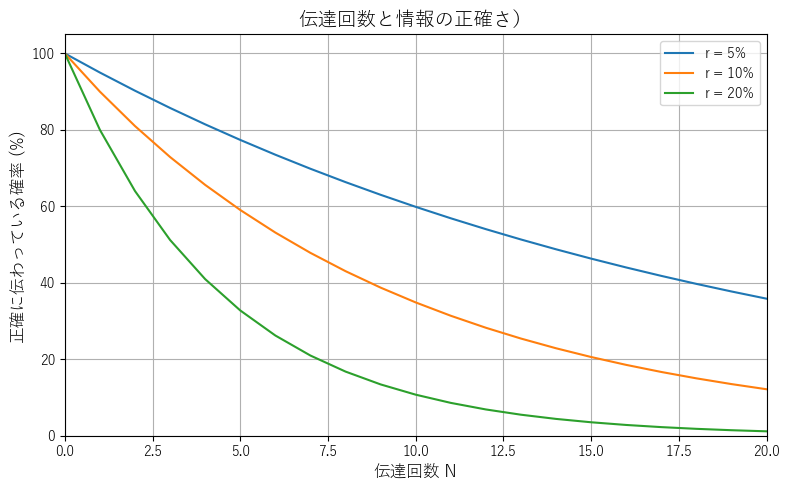 伝達回数と情報の正確さ）
r = 5%
r = 10%
r = 20%
正確に伝わっている確率 (%)
100
80
60
40
20
0
0.0 2.5 5.0 7.5 10.0 12.5 15.0 17.5 20.0
伝達回数 N